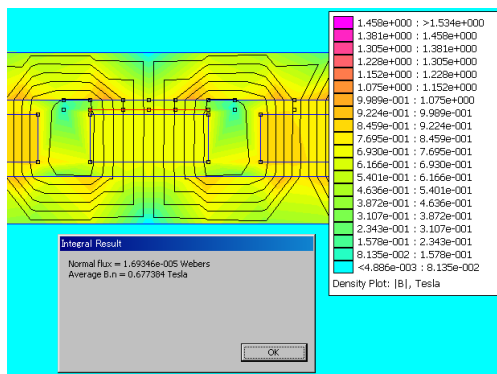 1.458e+000 : >1.534e+000
1.381e+000 : 1.458e+000
1.305e+000 : 1.381e+000
1.228e+000 : 1.305e+000
1.152e+000 : 1.228e+000
1.075e+000 : 1.152e+000
9.989e-001 : 1.075e+000
9.224e-001 : 9.989e-001
8.459e-001 : 9.224e-001
7.695e-001 : 8.459e-001
6.930e-001 : 7.695e-001
6.166e-001 : 6.930e-001
5.401e-001 : 6.166e-001
4.636e-001 : 5.401e-001
3.872e-001 : 4.636e-001
3.107e-001 : 3.872e-001
2.343e-001 : 3.107e-001
1.578e-001 : 2.343e-001
8.135e-002 : 1.578e-001
<4.886e-003 : 8.135e-002
Density Plot: |B|, Tesla
Integral Result
Normal flux = 1.69346e-005 Webers
Average B.n = 0.677384 Tesla
OK